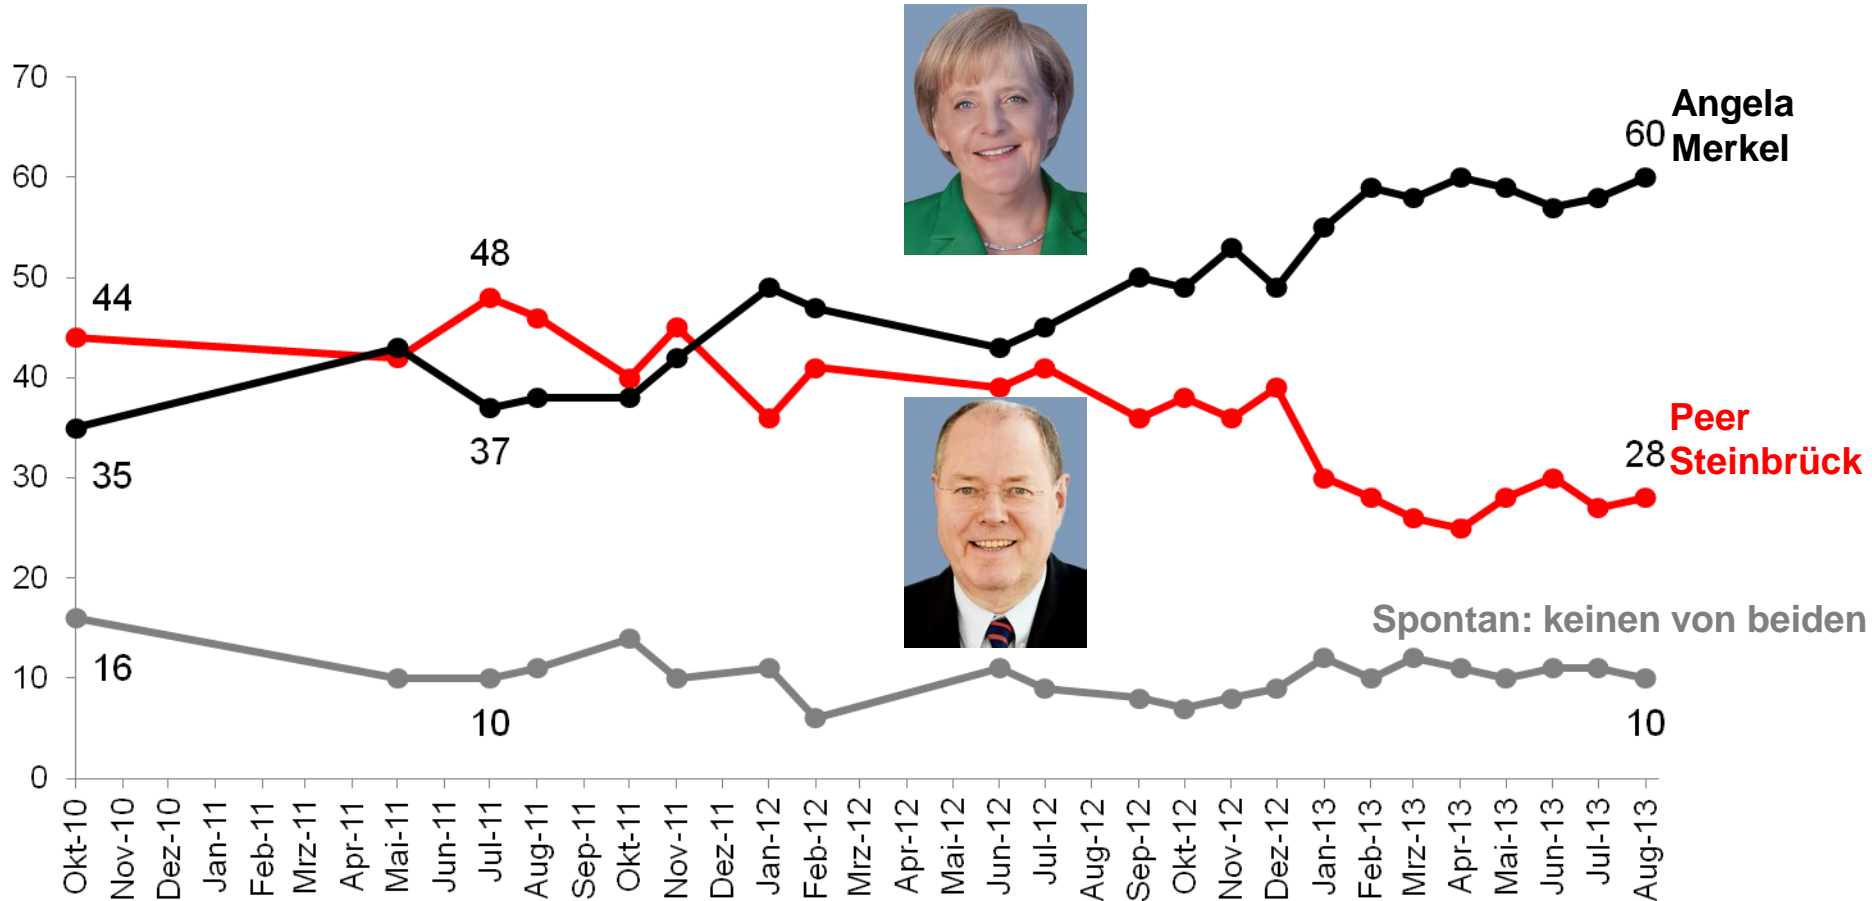 70
60
50
40
30
20
10
0
44
35
16
48
37
10
60
Angela
Merkel
28
Peer
Steinbrück
Spontan: keinen von beiden
10
Okt-10
Nov-10
Dez-10
Jan-11
Feb-11
Mrz-11
Apr-11
Mai-11
Jun-11
Jul-11
Aug-11
Sep-11
Okt-11
Nov-11
Dez-11
Jan-12
Feb-12
Mrz-12
Apr-12
Mai-12
Jun-12
Jul-12
Aug-12
Sep-12
Okt-12
Nov-12
Dez-12
Jan-13
Feb-13
Mrz-13
Apr-13
Mai-13
Jun-13
Jul-13
Aug-13